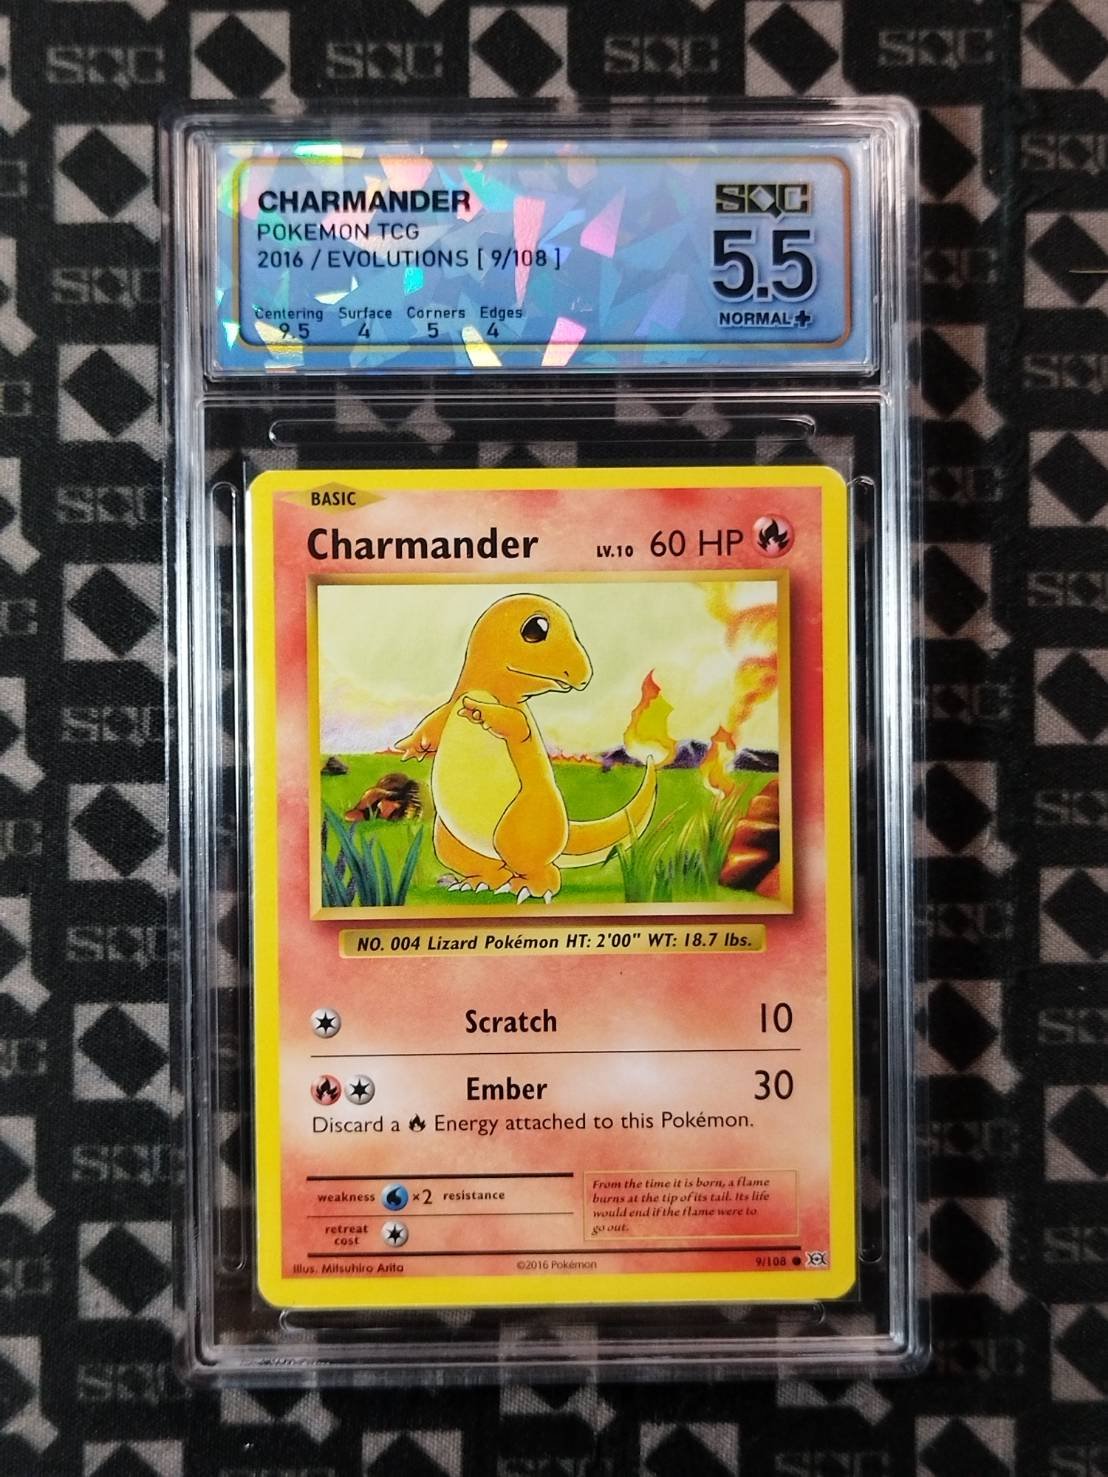 CHARMANDER
POKEMON TCG
2016 / EVOLUTIONS [ 9/108 ]
Centering Surface Corners Edges
9.5 4 5 4
SQC
5.5
NORMAL+
BASIC
Charmander LV.10 60 HP
NO. 004 Lizard Pokémon HT: 2'00" WT: 18.7 lbs.
Scratch 10
Ember 30
Discard a Energy attached to this Pokémon.
weakness ×2 resistance
retreat
cost
From the time it is born, a flame
burns at the tip of its tail. Its life
would end if the flame were to
go out.
Illus. Mitsuhiro Arita ©2016 Pokémon 9/108